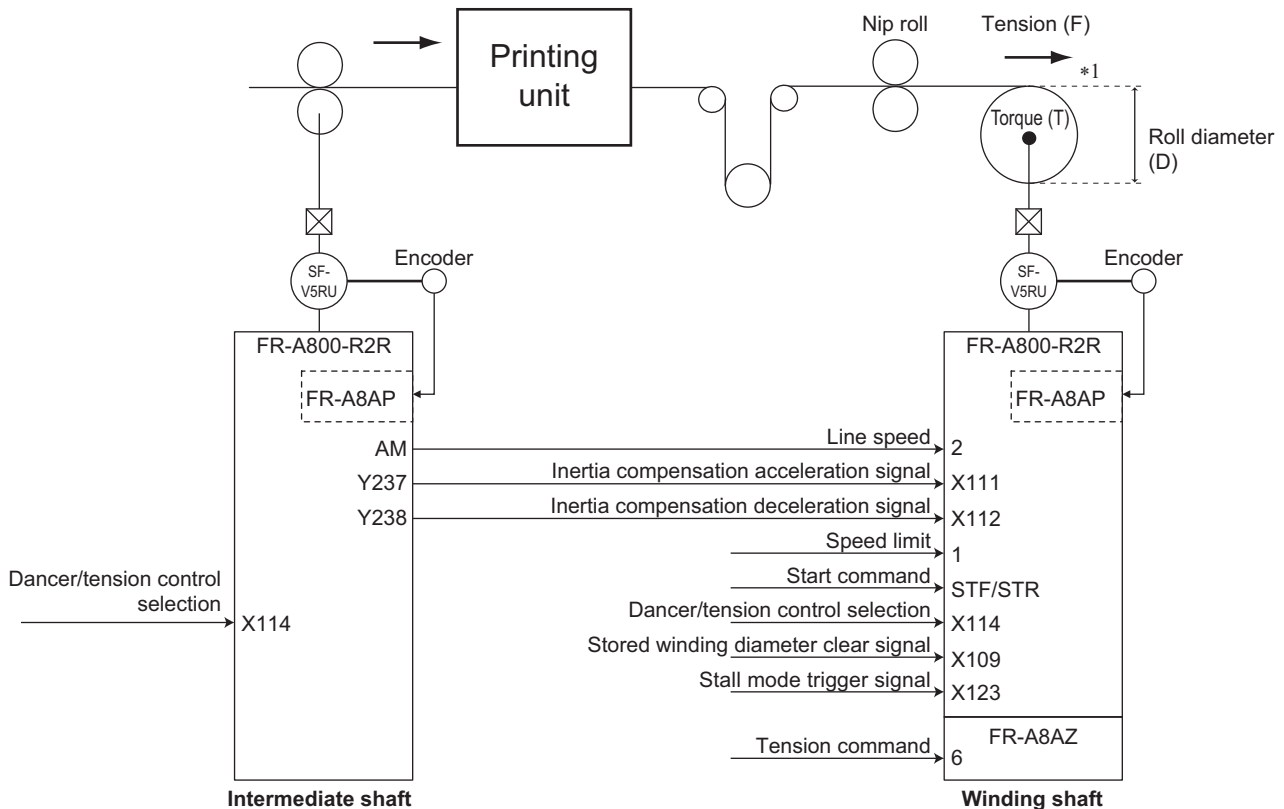 Nip roll
Tension (F)
*1
Printing
unit
Torque (T)
Roll diameter
(D)
SF-
V5RU
Encoder
SF-
V5RU
Encoder
FR-A800-R2R
FR-A8AP
FR-A800-R2R
FR-A8AP
AM
Line speed
2
Y237
Inertia compensation acceleration signal
X111
Y238
Inertia compensation deceleration signal
X112
Speed limit
1
Start command
STF/STR
Dancer/tension control
selection
X114
Dancer/tension control selection
X114
Stored winding diameter clear signal
X109
Stall mode trigger signal
X123
FR-A8AZ
Tension command
6
Intermediate shaft
Winding shaft